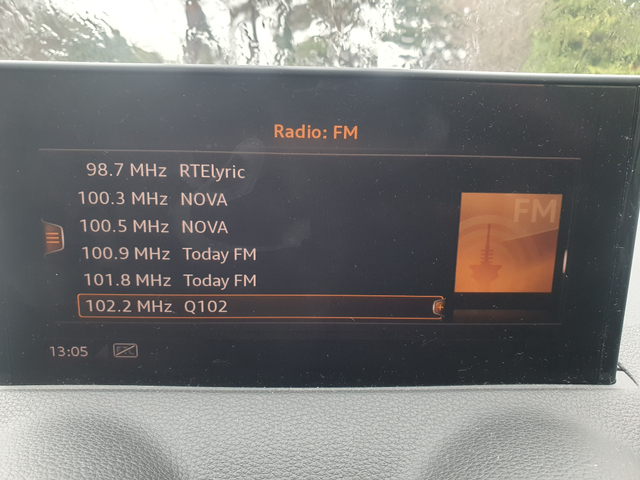 Radio: FM
98.7 MHz RTElyric
100.3 MHz NOVA
100.5 MHz NOVA
100.9 MHz Today FM
101.8 MHz Today FM
102.2 MHz Q102
FM
13:05